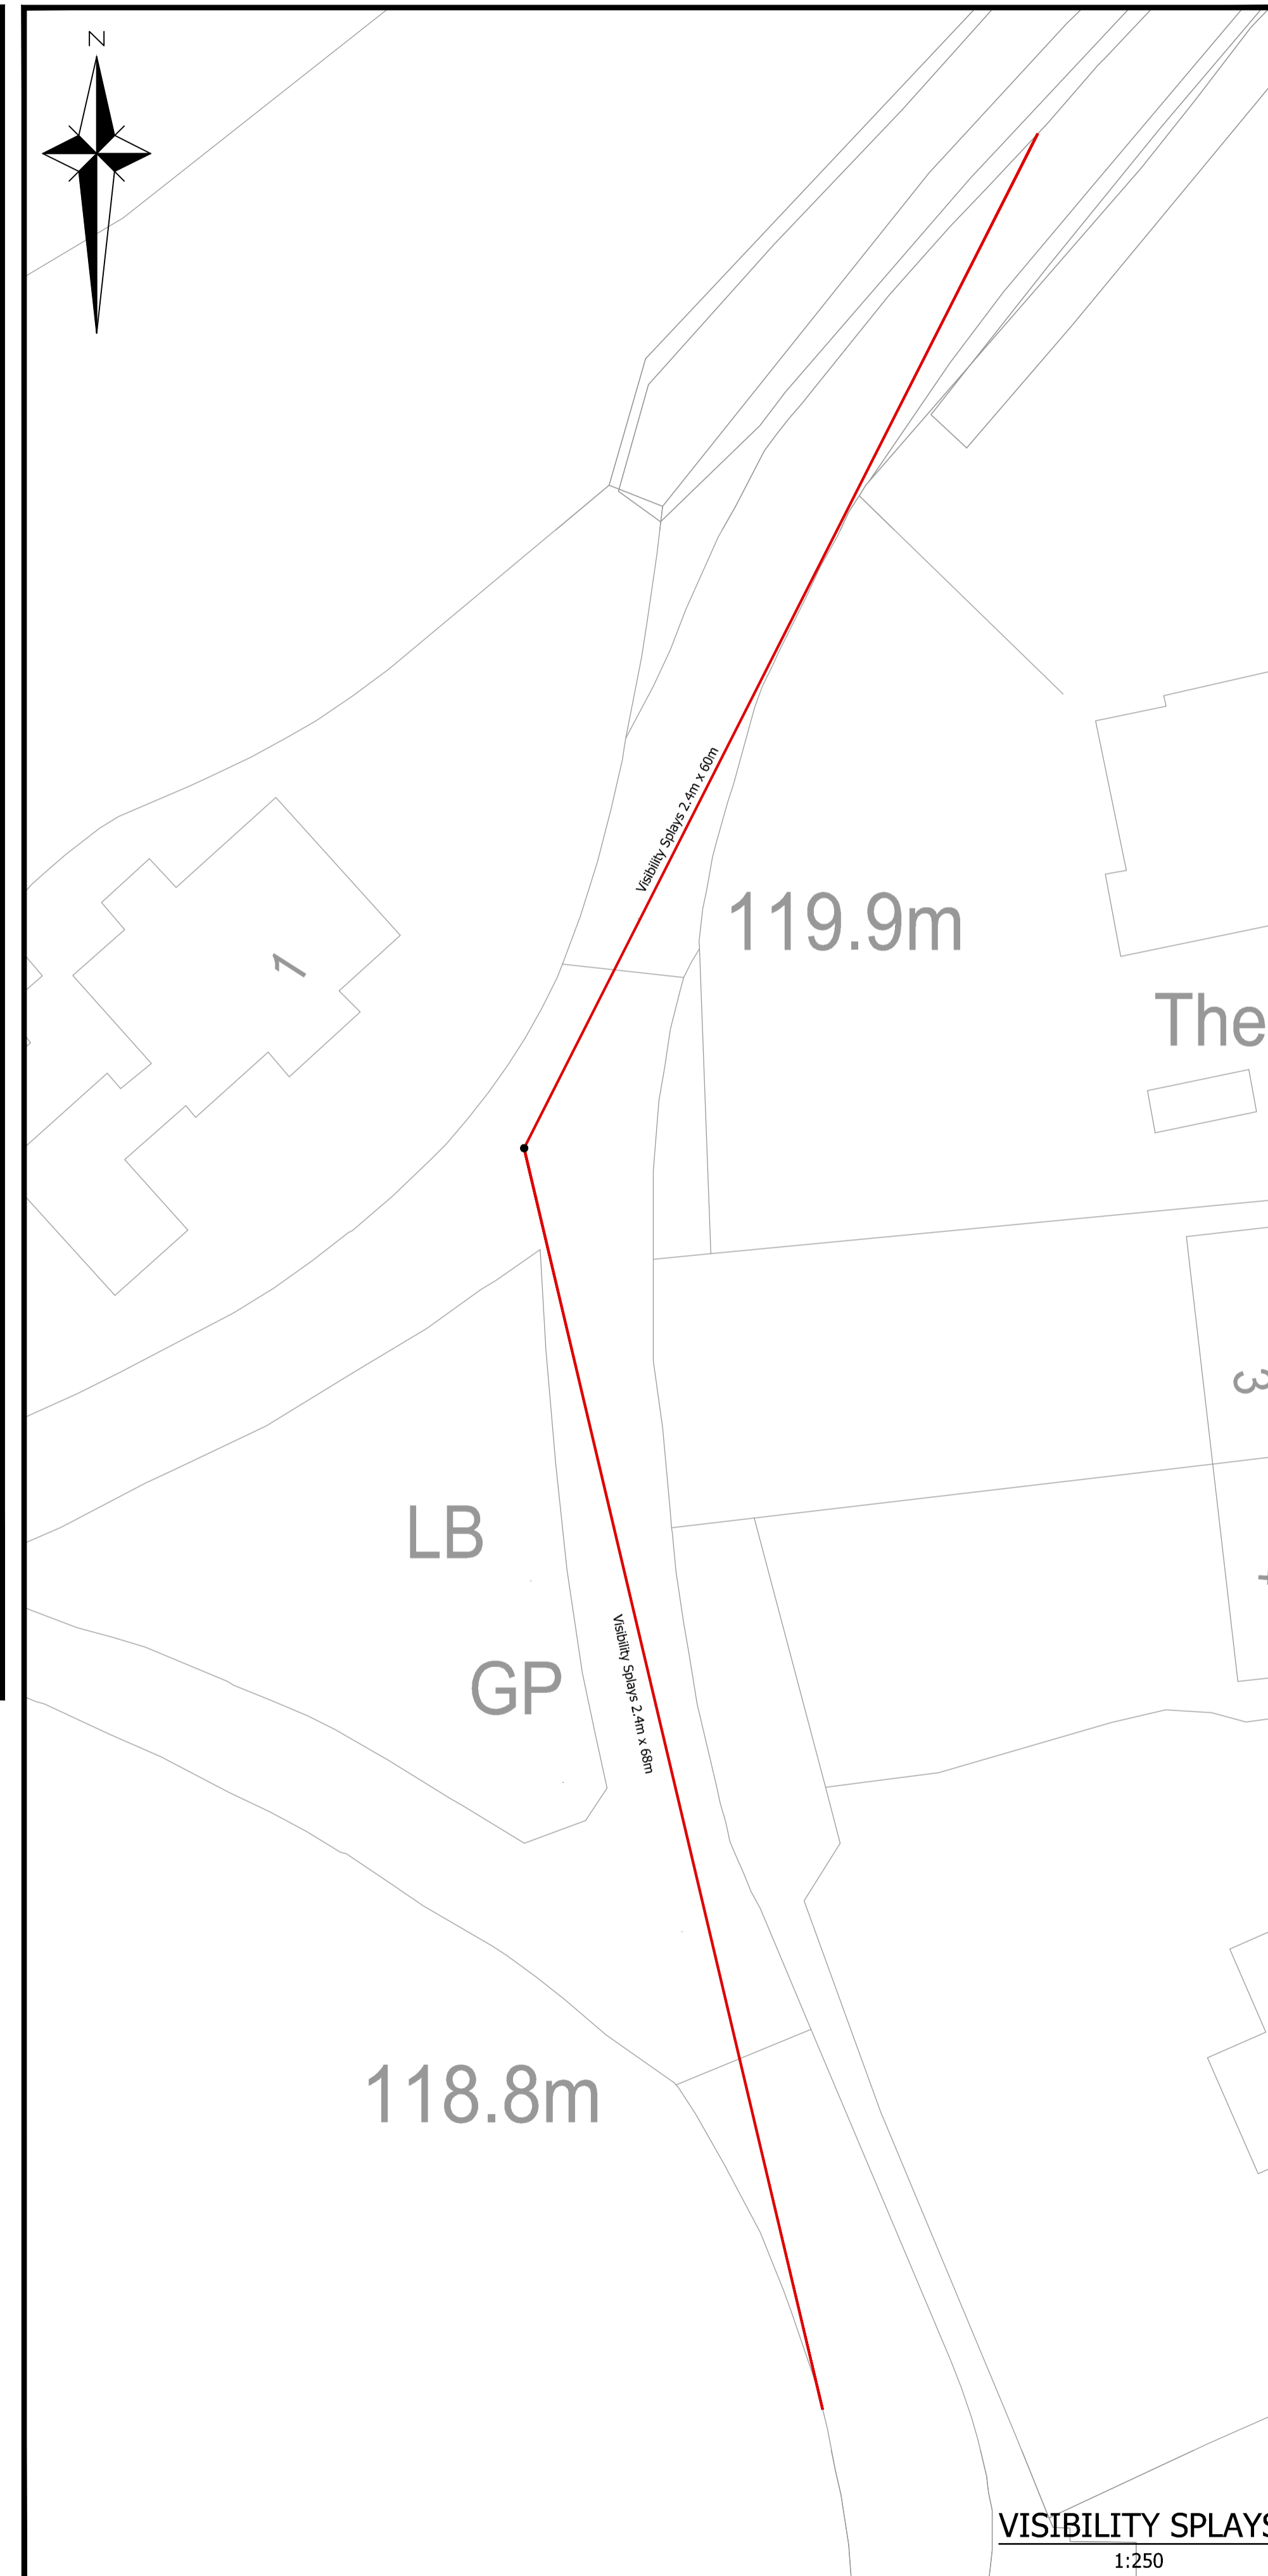 N
Visibility Splays 2.4m x 60m
119.9m
1
The
3
LB
GP
Visibility Splays 2.4m x 68m
118.8m
VISIBILITY SPLAYS
1:250